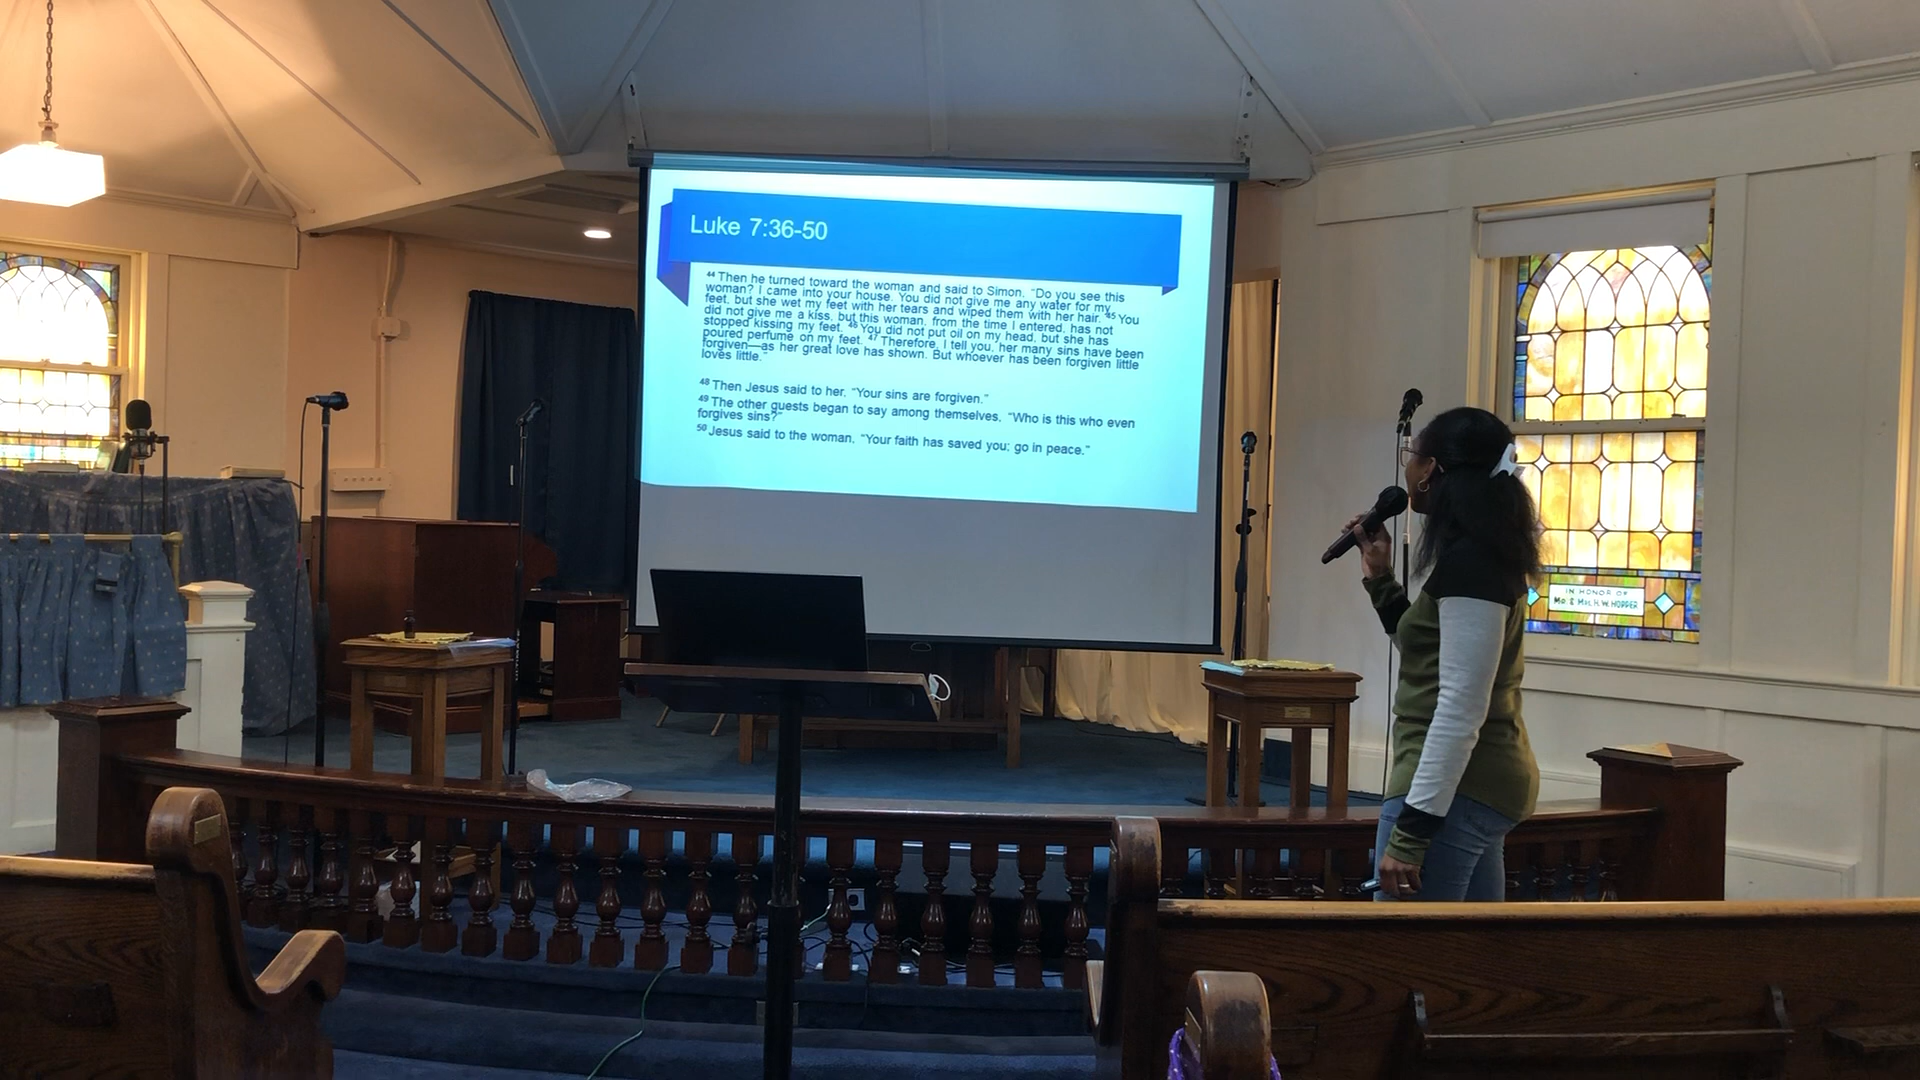 Luke 7:36-50
44 Then he turned toward the woman and said to Simon, "Do you see this
woman? I came into your house. You did not give me any water for my
feet, but she wet my feet with her tears and wiped them with her hair. 45 You
did not give me a kiss, but this woman, from the time I entered, has not
stopped kissing my feet. 46 You did not put oil on my head, but she has
poured perfume on my feet. 47 Therefore, I tell you, her many sins have been
forgiven—as her great love has shown. But whoever has been forgiven little
loves little."
48 Then Jesus said to her, "Your sins are forgiven."
49 The other guests began to say among themselves, "Who is this who even
forgives sins?"
50 Jesus said to the woman, "Your faith has saved you; go in peace."
IN HONOR OF
MR. & MRS. H. W. HOPPER